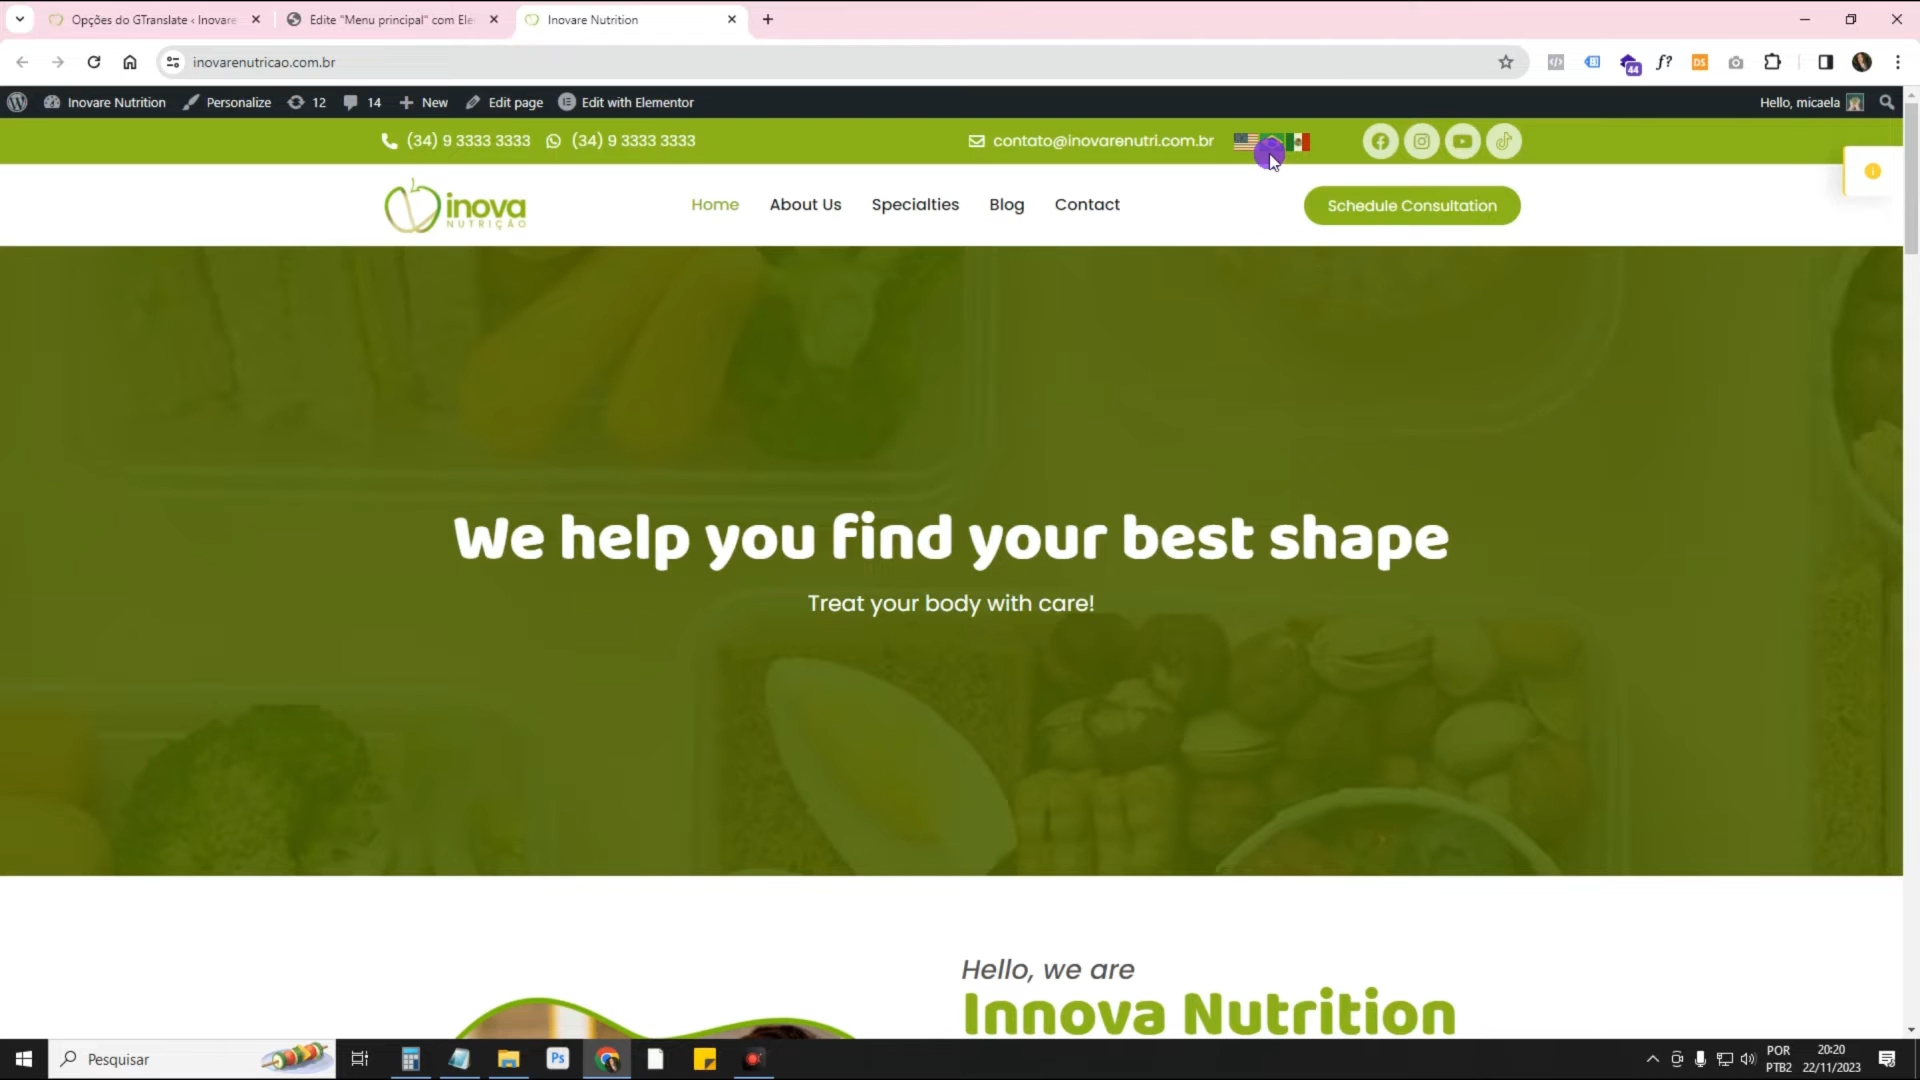 Opções do GTranslate ‹ Inovare
Edite "Menu principal" com Ele
Inovare Nutrition
inovarenutricao.com.br
44
f?
DS
Inovare Nutrition
Personalize
12
14
New
Edit page
Edit with Elementor
Hello, micaela
(34) 9 3333 3333
(34) 9 3333 3333
contato@inovarenutri.com.br
inova
NUTRIÇÃO
Home
About Us
Specialties
Blog
Contact
Schedule Consultation
We help you find your best shape
Treat your body with care!
Hello, we are
Innova Nutrition
Pesquisar
Ps
POR
PTB2
20:20
22/11/2023